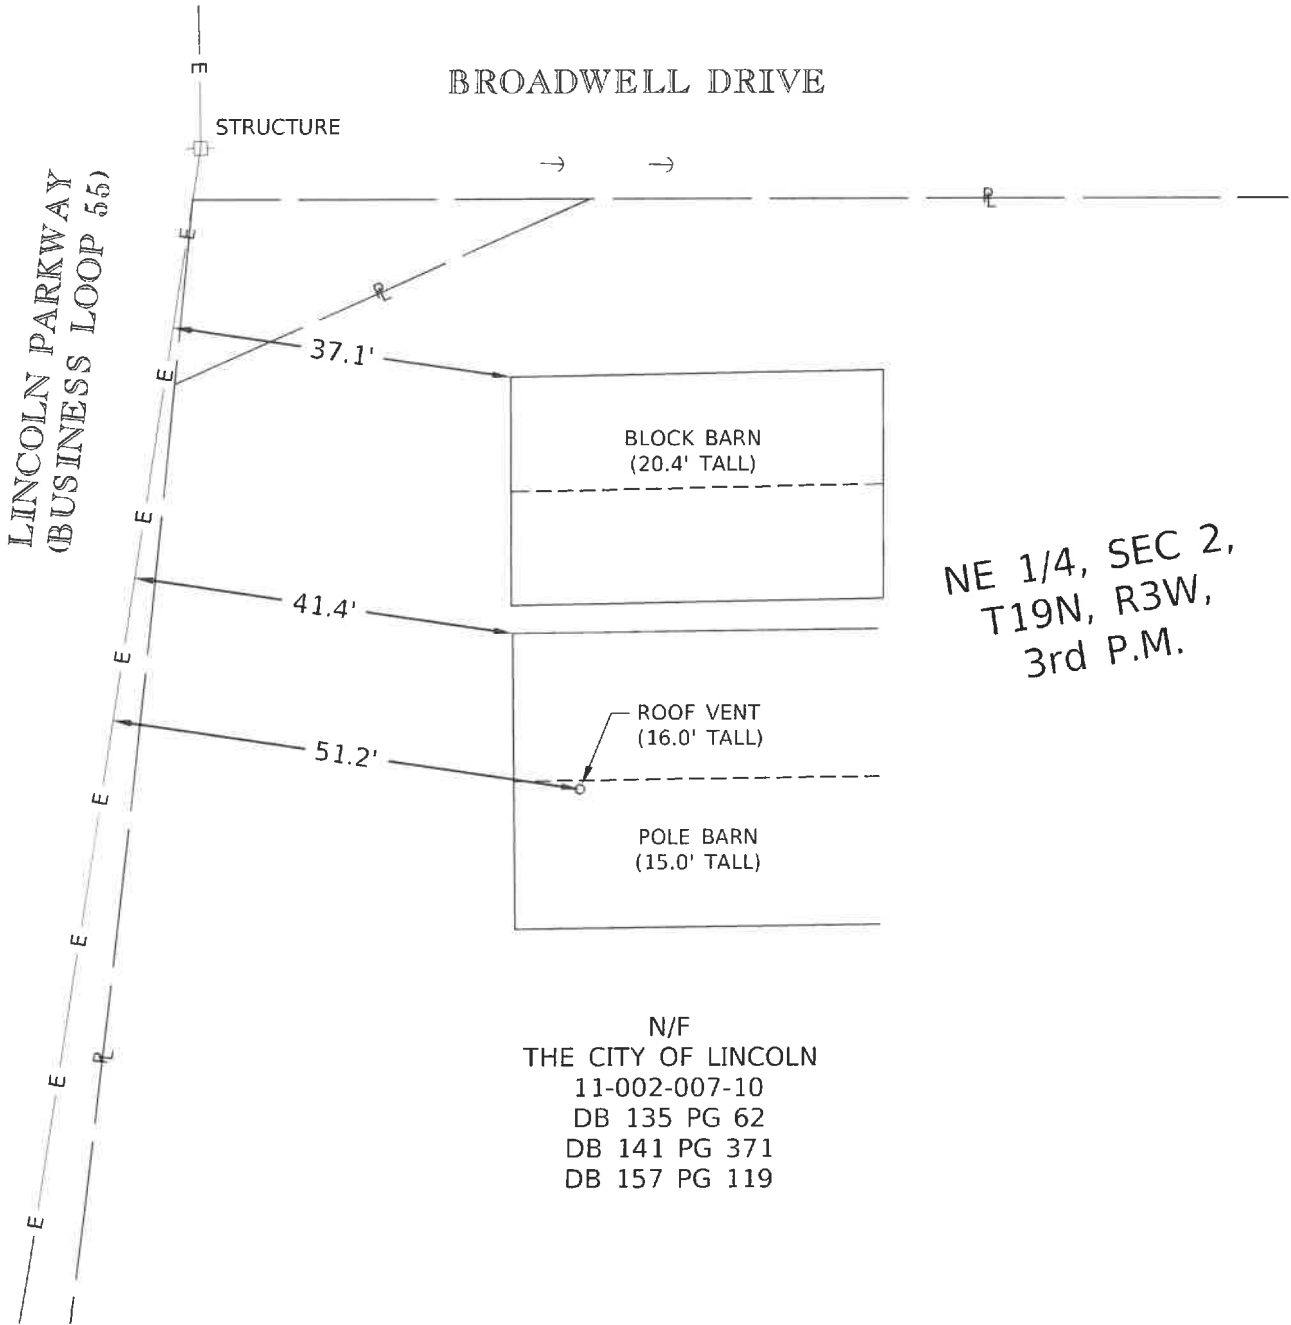 BROADWELL DRIVE
E
STRUCTURE
LINCOLN PARKWAY
(BUSINESS LOOP 55)
PL
E
PL
37.1'
E
BLOCK BARN
(20.4' TALL)
E
NE 1/4, SEC 2,
T19N, R3W,
3rd P.M.
41.4'
E
ROOF VENT
(16.0' TALL)
51.2'
E
POLE BARN
(15.0' TALL)
E
N/F
THE CITY OF LINCOLN
11-002-007-10
DB 135 PG 62
DB 141 PG 371
DB 157 PG 119
PL
E
E